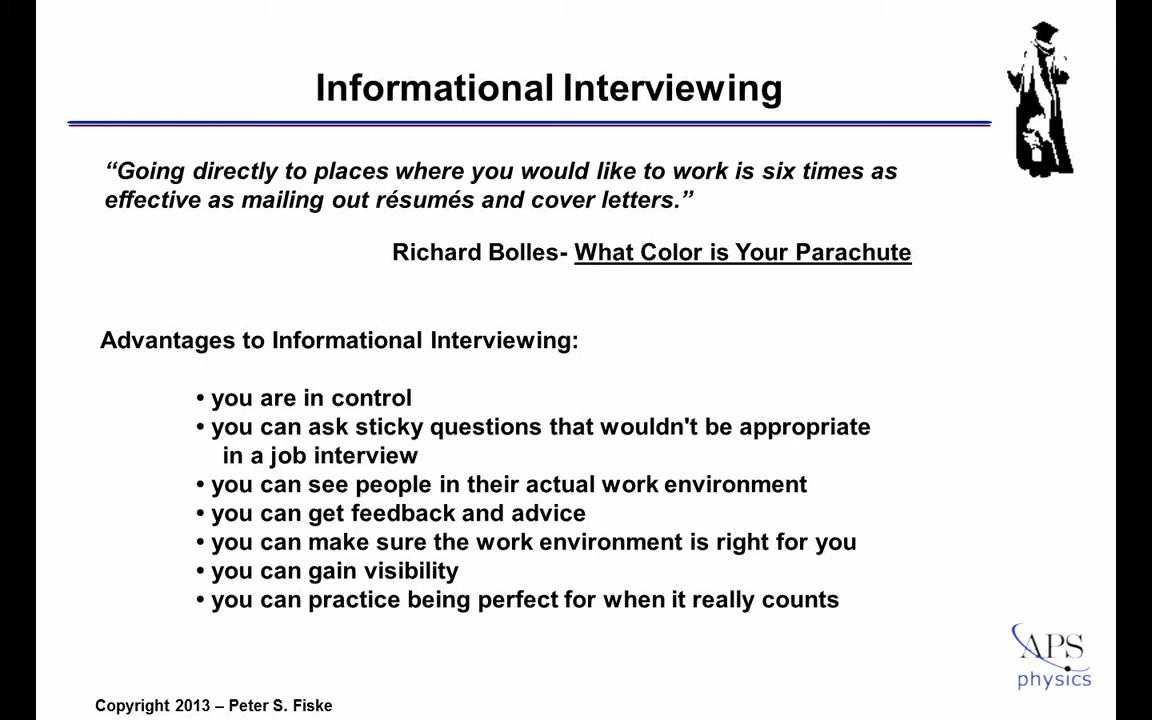 Informational Interviewing
“Going directly to places where you would like to work is six times as
effective as mailing out résumés and cover letters.”
Richard Bolles- What Color is Your Parachute
Advantages to Informational Interviewing:
• you are in control
• you can ask sticky questions that wouldn't be appropriate
in a job interview
• you can see people in their actual work environment
• you can get feedback and advice
• you can make sure the work environment is right for you
• you can gain visibility
• you can practice being perfect for when it really counts
APS
physics
Copyright 2013 – Peter S. Fiske